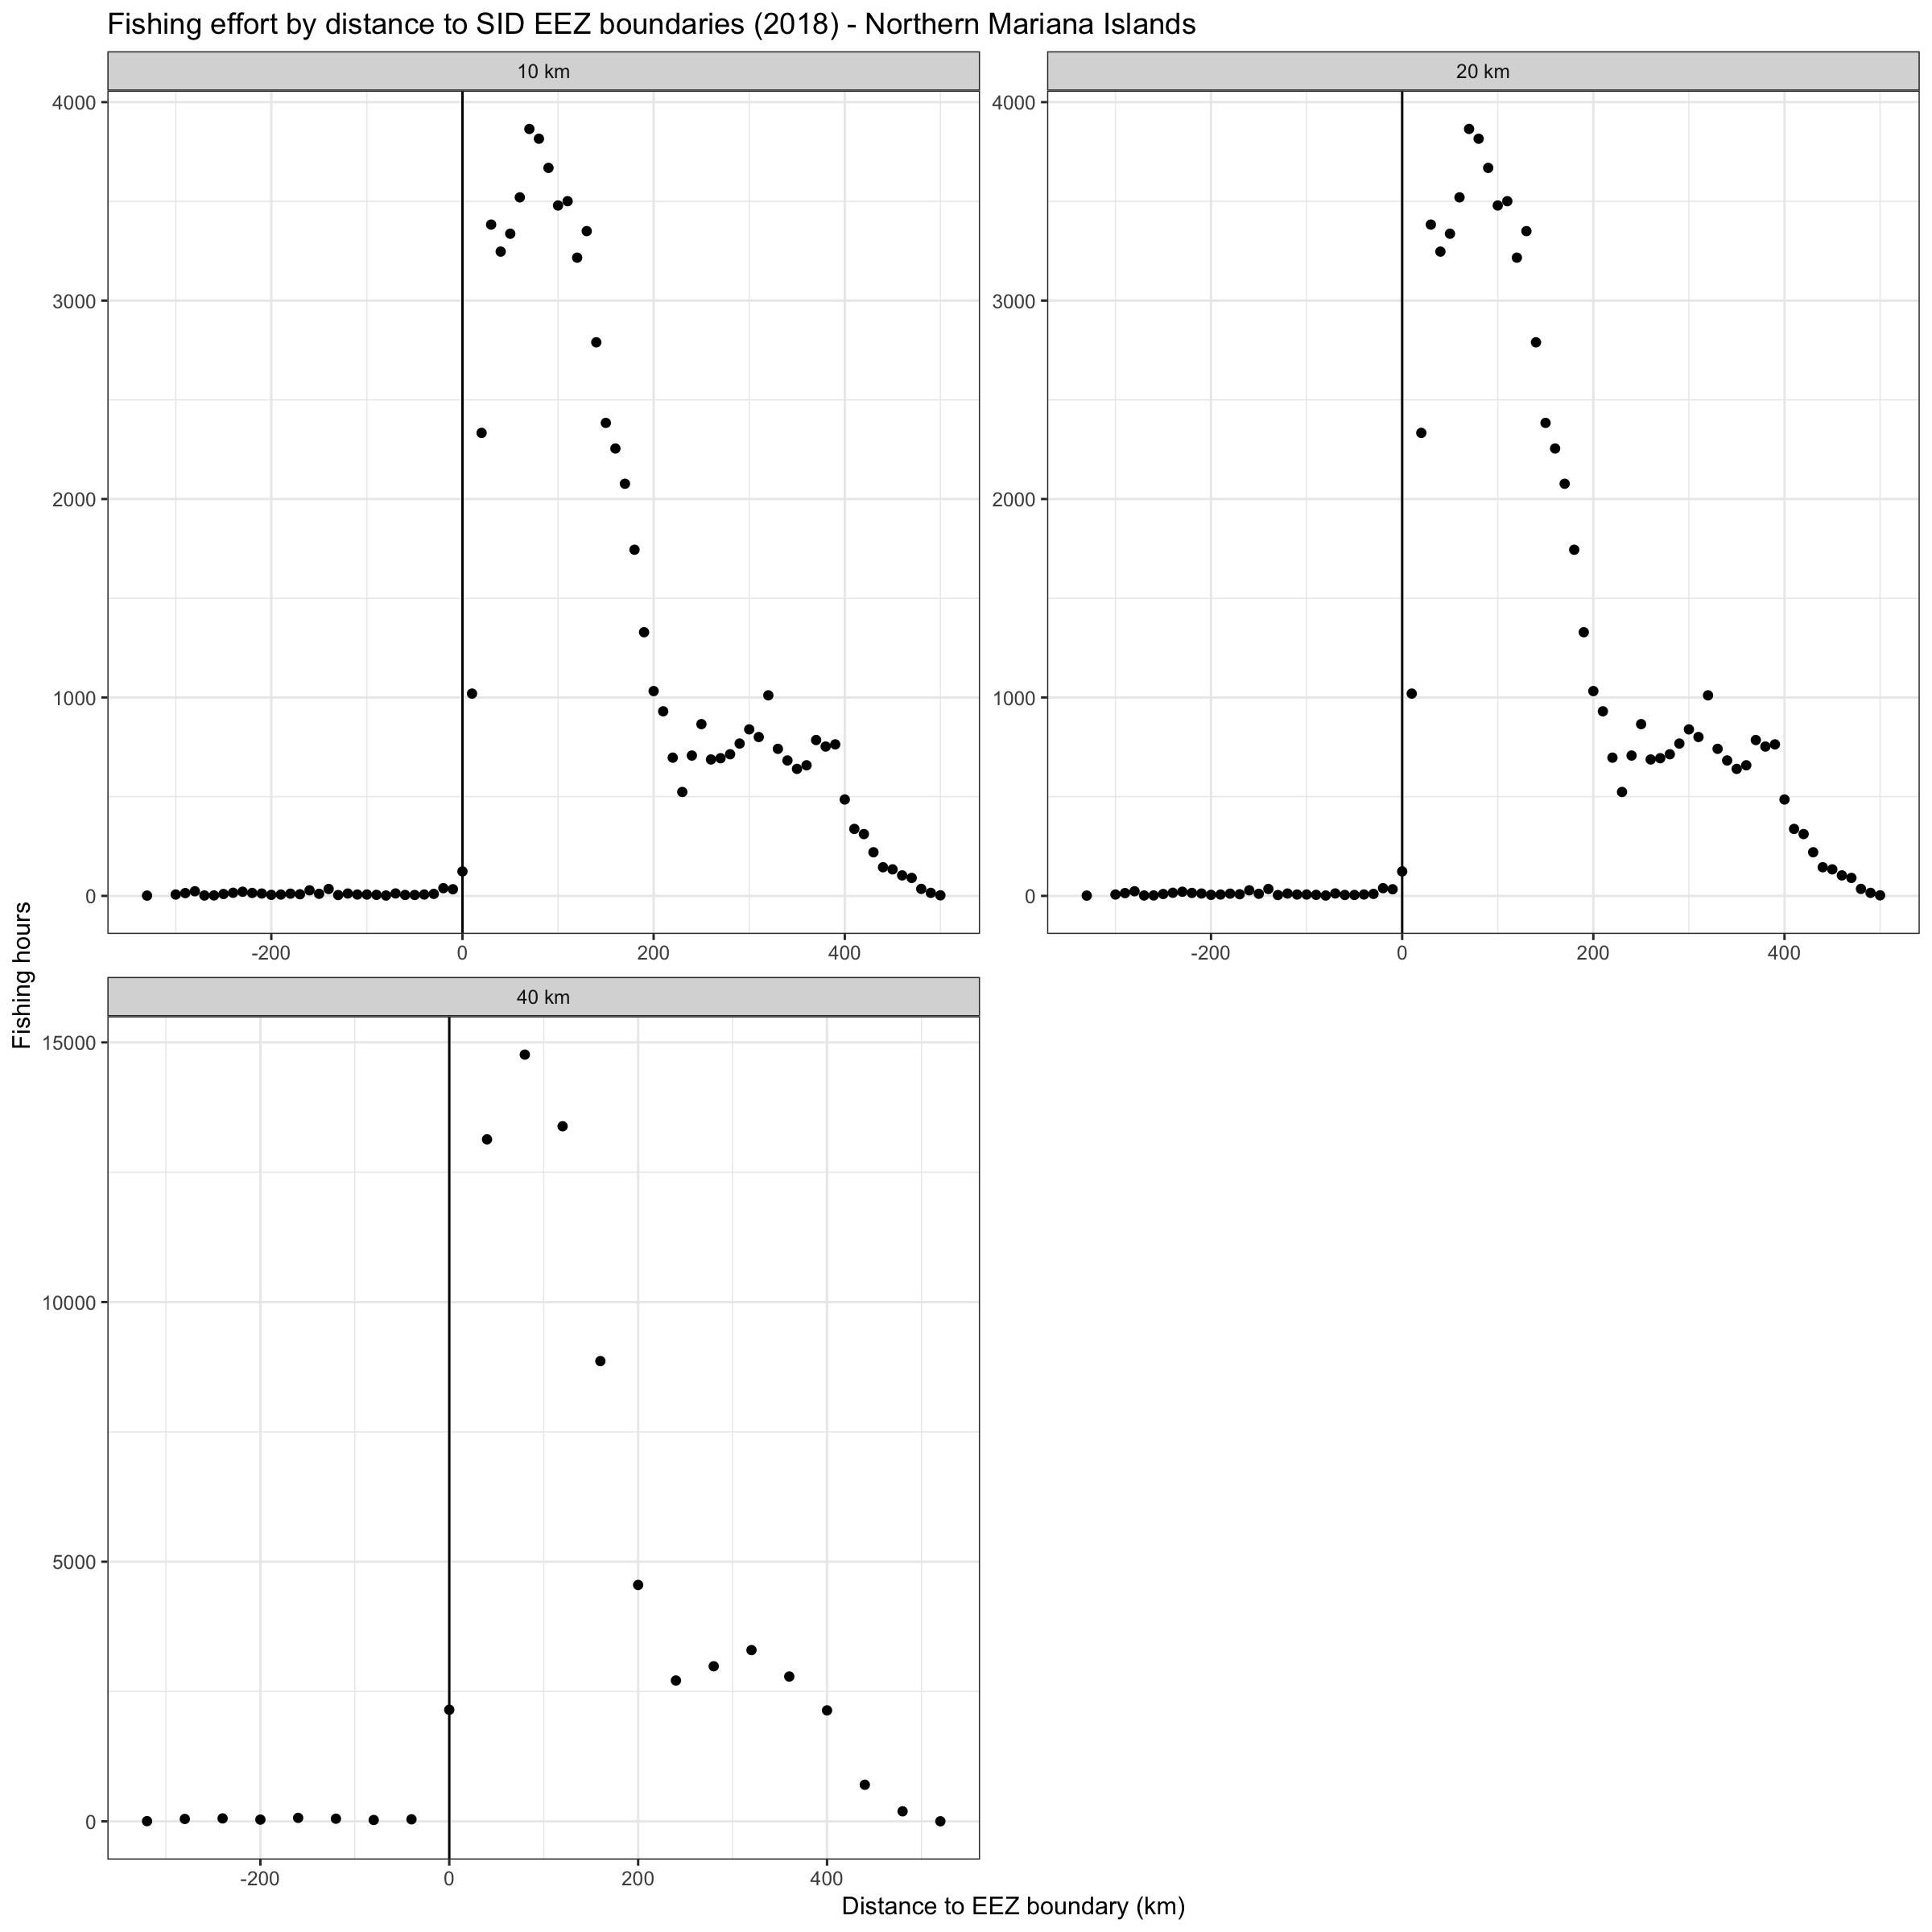 Fishing effort by distance to SID EEZ boundaries (2018) - Northern Mariana Islands
10 km
20 km
4000
3000
2000
1000
0
-200 0 200 400
4000
3000
2000
1000
0
-200 0 200 400
Fishing hours
40 km
15000
10000
5000
0
-200 0 200 400
Distance to EEZ boundary (km)